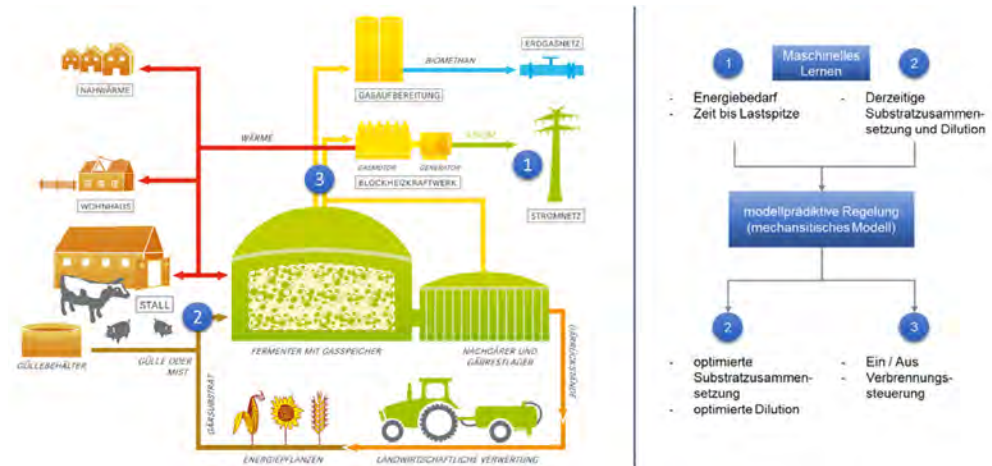 ERDGASNETZ
BIOMETHAN
GASAUFBEREITUNG
NAHWÄRME
WÄRME
STROM
GASMOTOR
GENERATOR
1
3
BLOCKHEIZKRAFTWERK
WOHNHAUS
STROMNETZ
STALL
2
GÜLLEBEHÄLTER
GÜLLE ODER
MIST
FERMENTER MIT GASSPEICHER
NACHGÄRER UND
GÄRRESTLAGER
GÄRRÜCKSTÄNDE
GÄRSUBSTRAT
ENERGIEPFLANZEN
LANDWIRTSCHAFTLICHE VERWERTUNG
1
Maschinelles
Lernen
2
- Energiebedarf
- Zeit bis Lastspitze
- Derzeitige
Substratzusammen-
setzung und Dilution
modellprädiktive Regelung
(mechansitisches Modell)
2
3
- optimierte
Substratzusammen-
setzung
- optimierte Dilution
- Ein / Aus
- Verbrennungs-
steuerung